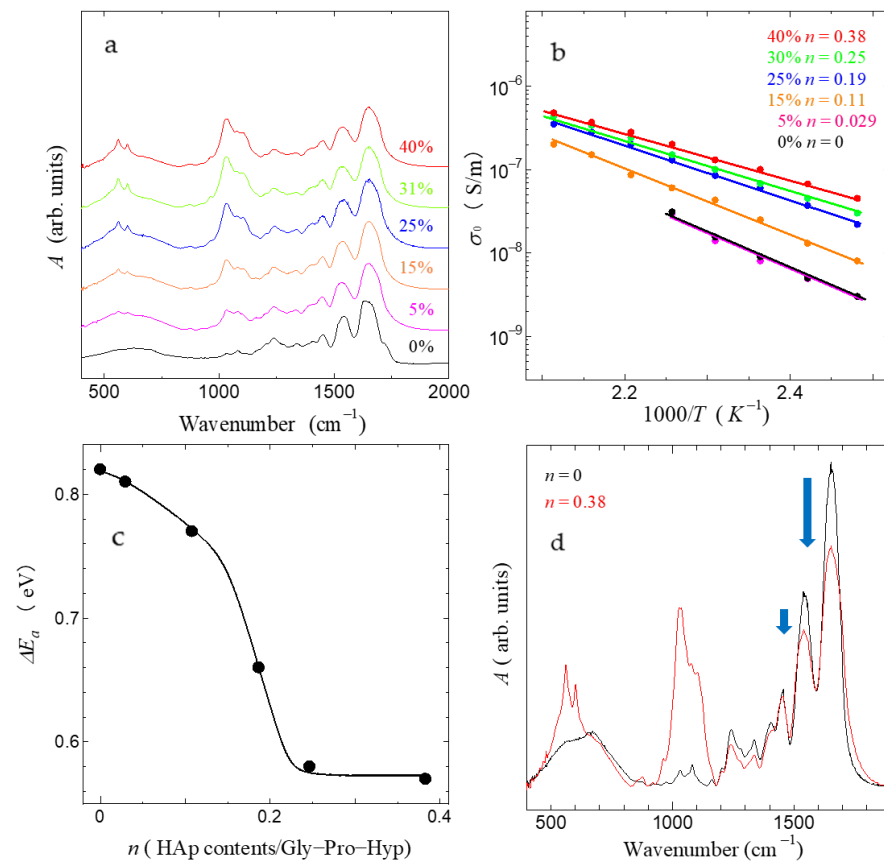 a
A (arb. units)
40%
31%
25%
15%
5%
0%
500
1000
1500
2000
Wavenumber (cm⁻¹)
b
40% n = 0.38
30% n = 0.25
25% n = 0.19
15% n = 0.11
5% n = 0.029
0% n = 0
σ₀ (S/m)
10⁻⁶
10⁻⁷
10⁻⁸
10⁻⁹
2.2
2.4
1000/T (K⁻¹)
c
ΔEₐ (eV)
0.8
0.7
0.6
0
0.2
0.4
n ( HAp contents/Gly−Pro−Hyp)
d
n = 0
n = 0.38
A ( arb. units)
500
1000
1500
Wavenumber (cm⁻¹)